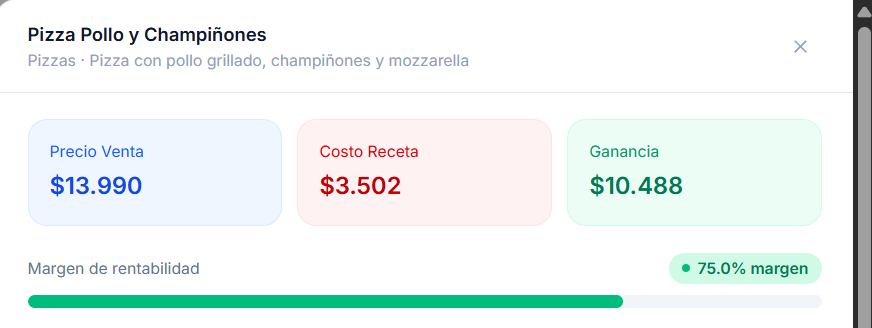 Pizza Pollo y Champiñones
Pizzas · Pizza con pollo grillado, champiñones y mozzarella
Precio Venta
$13.990
Costo Receta
$3.502
Ganancia
$10.488
Margen de rentabilidad
75.0% margen